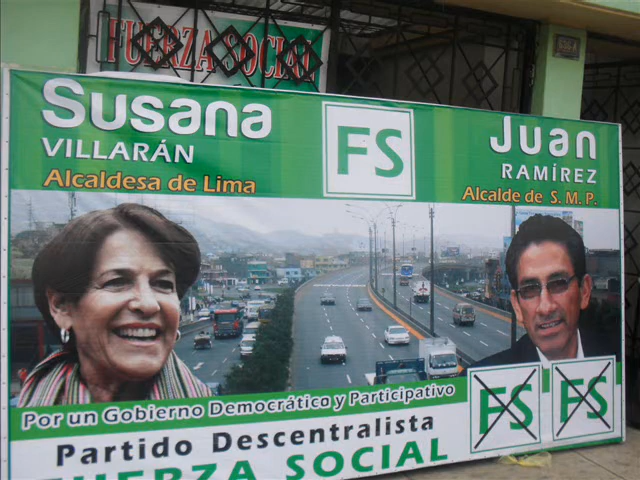 FUERZA SOCIAL
Susana
VILLARÁN
Alcaldesa de Lima
FS
Juan
RAMÍREZ
Alcalde de S. M. P.
Por un Gobierno Democrático y Participativo
FS FS
Partido Descentralista
FUERZA SOCIAL